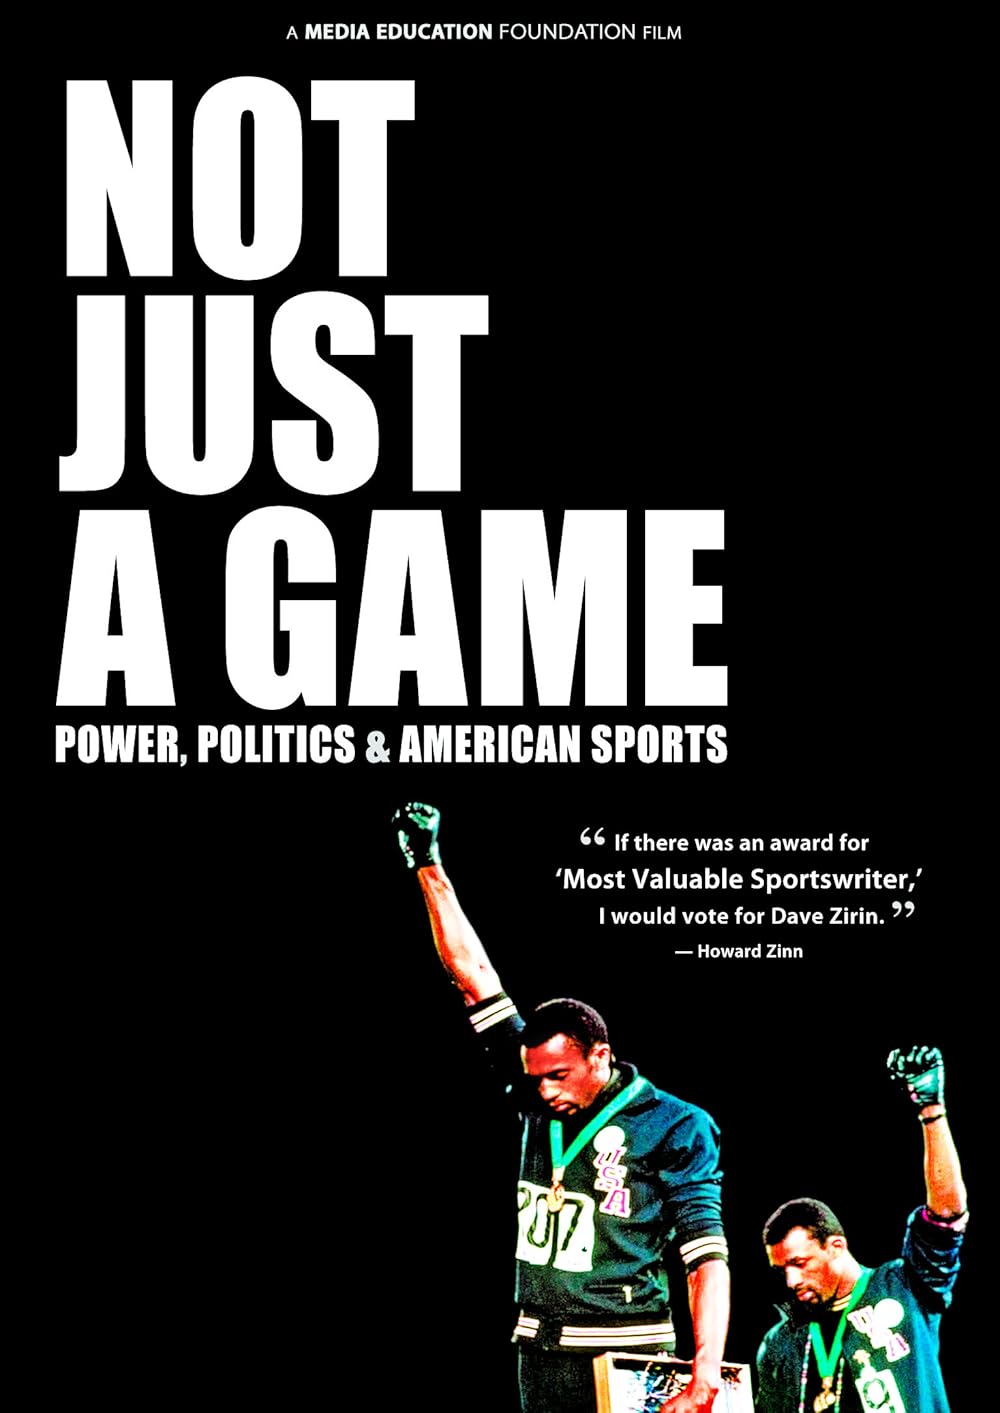 A MEDIA EDUCATION FOUNDATION FILM
NOT
JUST
A GAME
POWER, POLITICS & AMERICAN SPORTS
“ If there was an award for
‘Most Valuable Sportswriter,’
I would vote for Dave Zirin. ”
— Howard Zinn
USA
207
USA